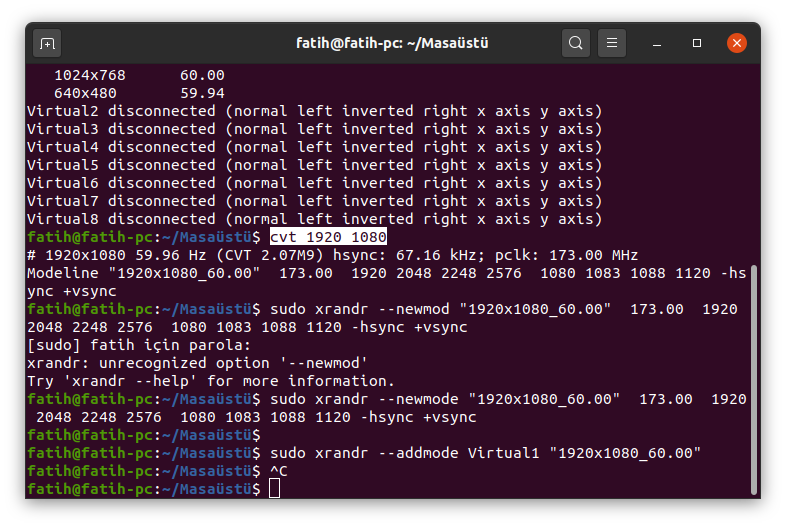 fatih@fatih-pc: ~/Masaüstü
1024x768      60.00
640x480       59.94
Virtual2 disconnected (normal left inverted right x axis y axis)
Virtual3 disconnected (normal left inverted right x axis y axis)
Virtual4 disconnected (normal left inverted right x axis y axis)
Virtual5 disconnected (normal left inverted right x axis y axis)
Virtual6 disconnected (normal left inverted right x axis y axis)
Virtual7 disconnected (normal left inverted right x axis y axis)
Virtual8 disconnected (normal left inverted right x axis y axis)
fatih@fatih-pc:~/Masaüstü$ cvt 1920 1080
# 1920x1080 59.96 Hz (CVT 2.07M9) hsync: 67.16 kHz; pclk: 173.00 MHz
Modeline "1920x1080_60.00"  173.00  1920 2048 2248 2576  1080 1083 1088 1120 -hs
ync +vsync
fatih@fatih-pc:~/Masaüstü$ sudo xrandr --newmod "1920x1080_60.00"  173.00  1920
2048 2248 2576  1080 1083 1088 1120 -hsync +vsync
[sudo] fatih için parola:
xrandr: unrecognized option '--newmod'
Try 'xrandr --help' for more information.
fatih@fatih-pc:~/Masaüstü$ sudo xrandr --newmode "1920x1080_60.00"  173.00  1920
 2048 2248 2576  1080 1083 1088 1120 -hsync +vsync
fatih@fatih-pc:~/Masaüstü$
fatih@fatih-pc:~/Masaüstü$ sudo xrandr --addmode Virtual1 "1920x1080_60.00"
fatih@fatih-pc:~/Masaüstü$ ^C
fatih@fatih-pc:~/Masaüstü$